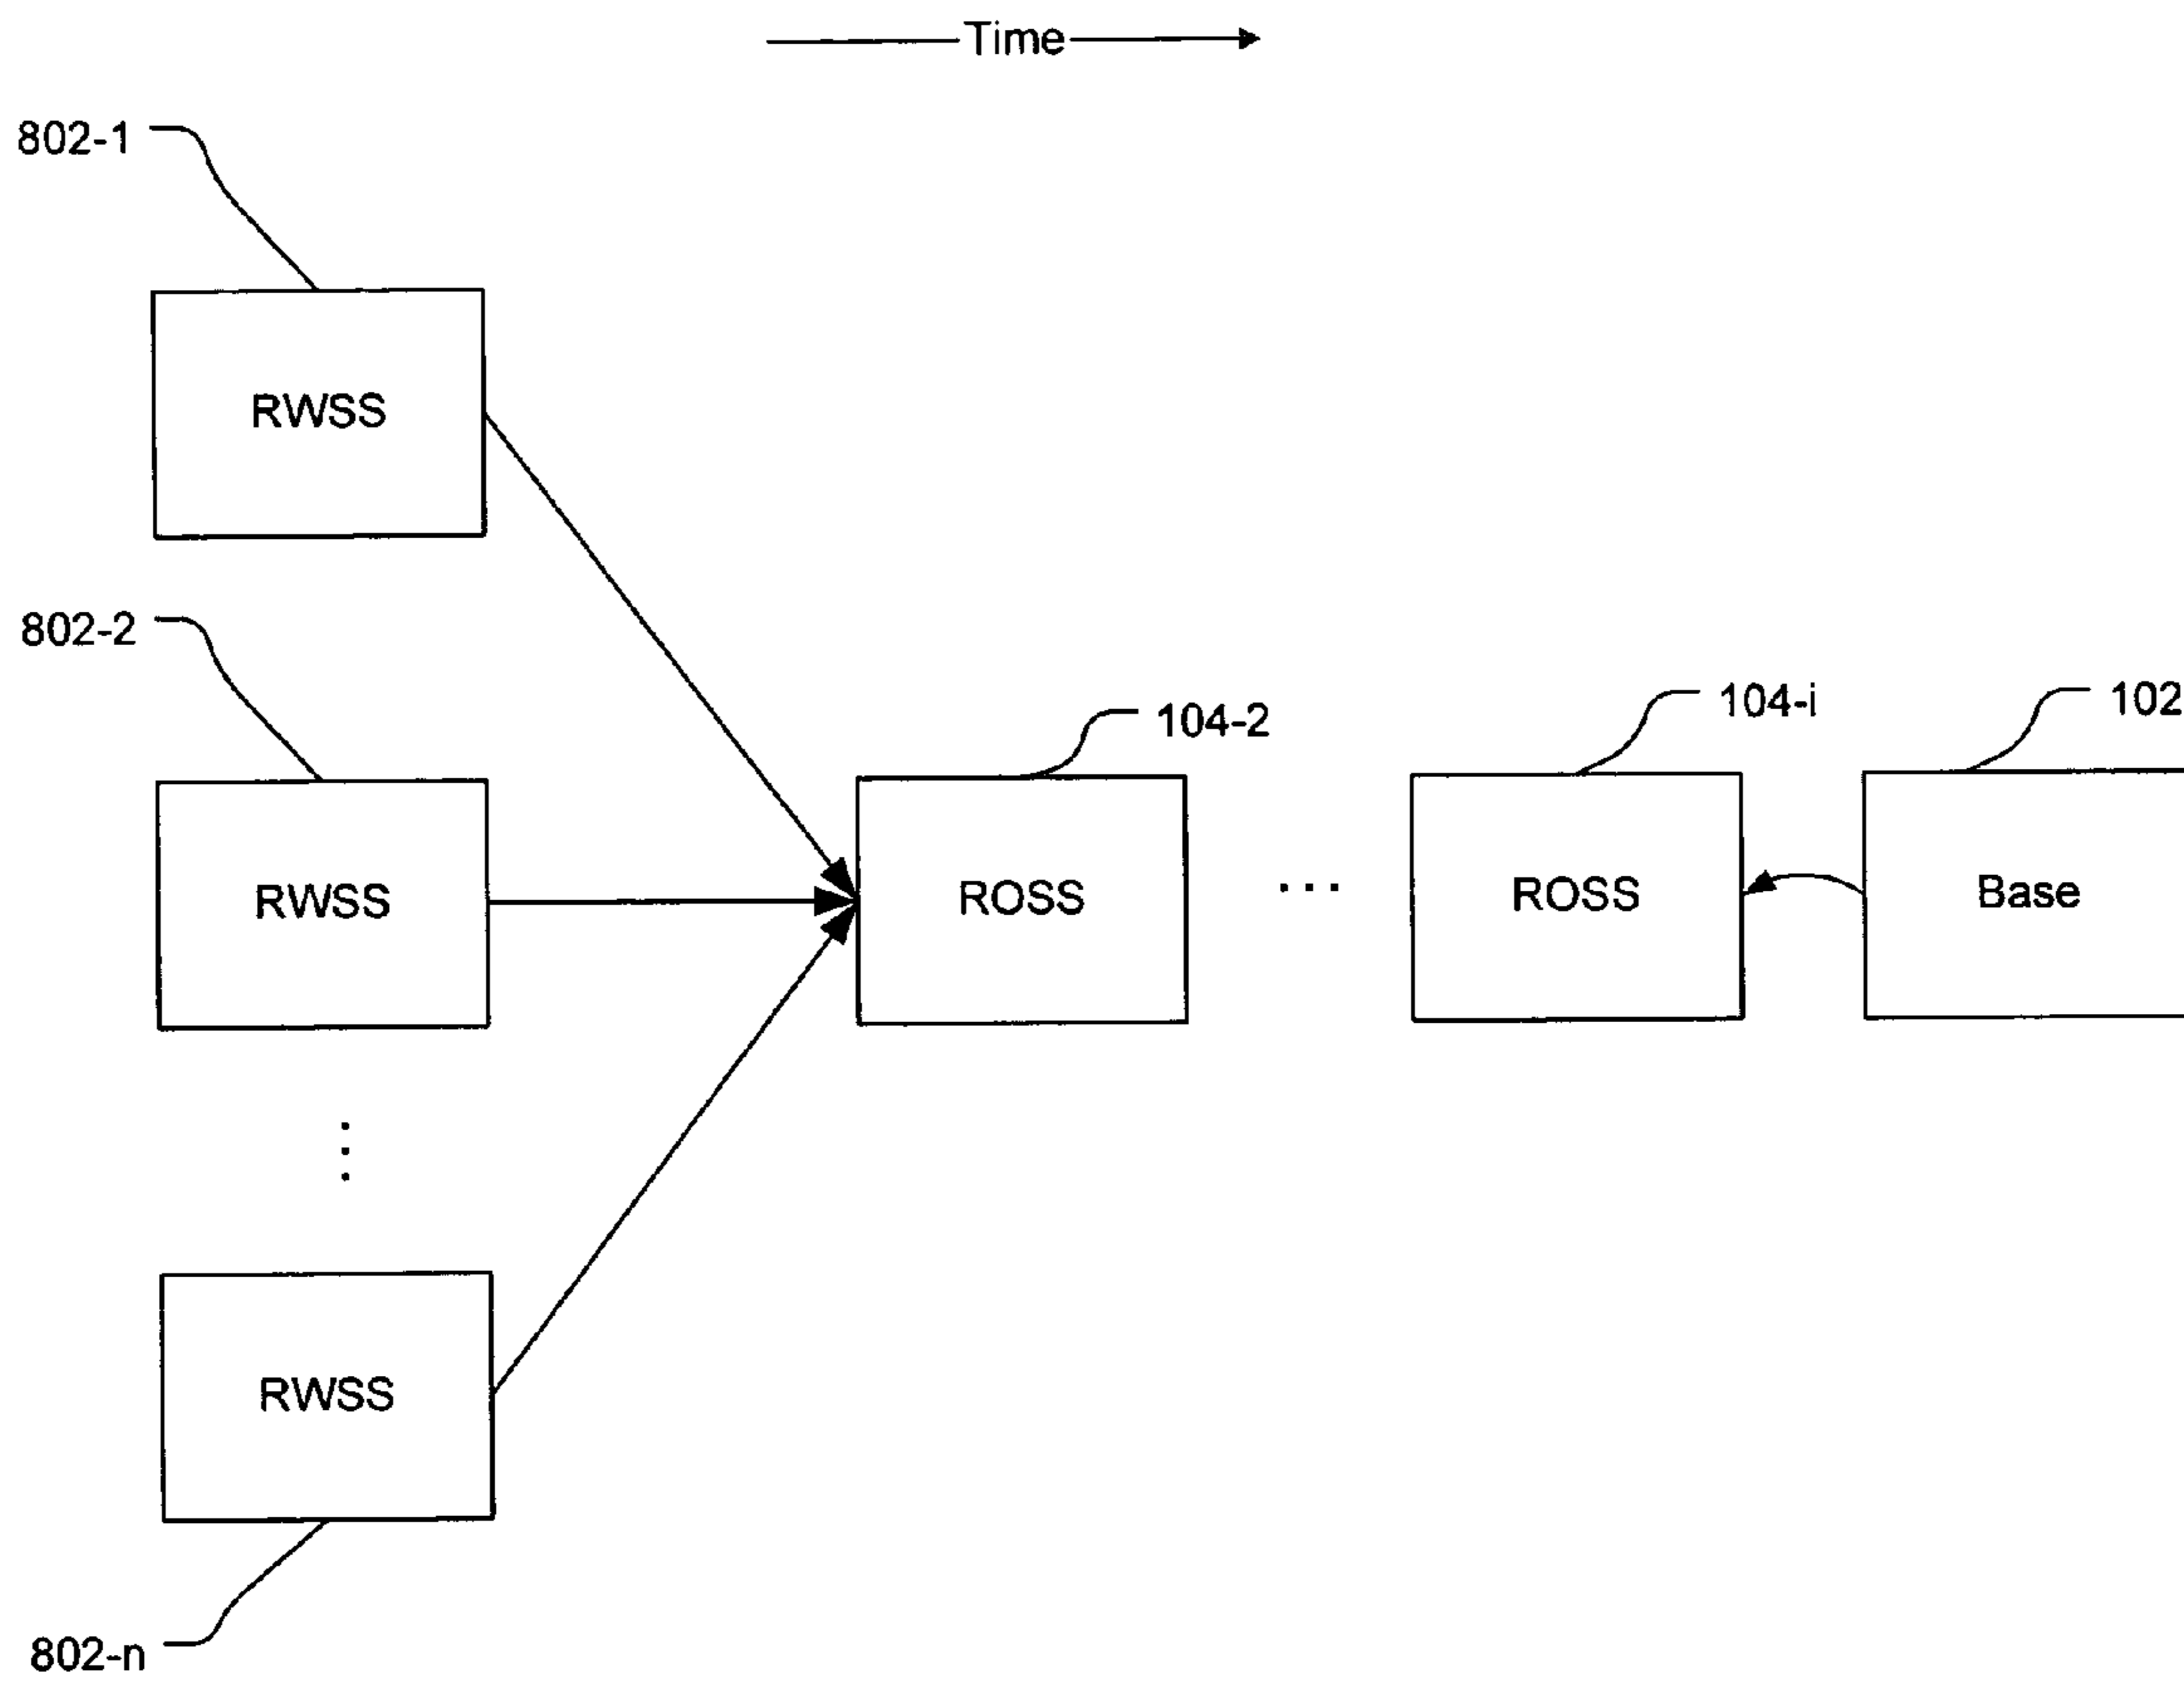 Time
802-1
RWSS
802-2
104-2
104-i
102
RWSS
ROSS
...
ROSS
Base
RWSS
802-n